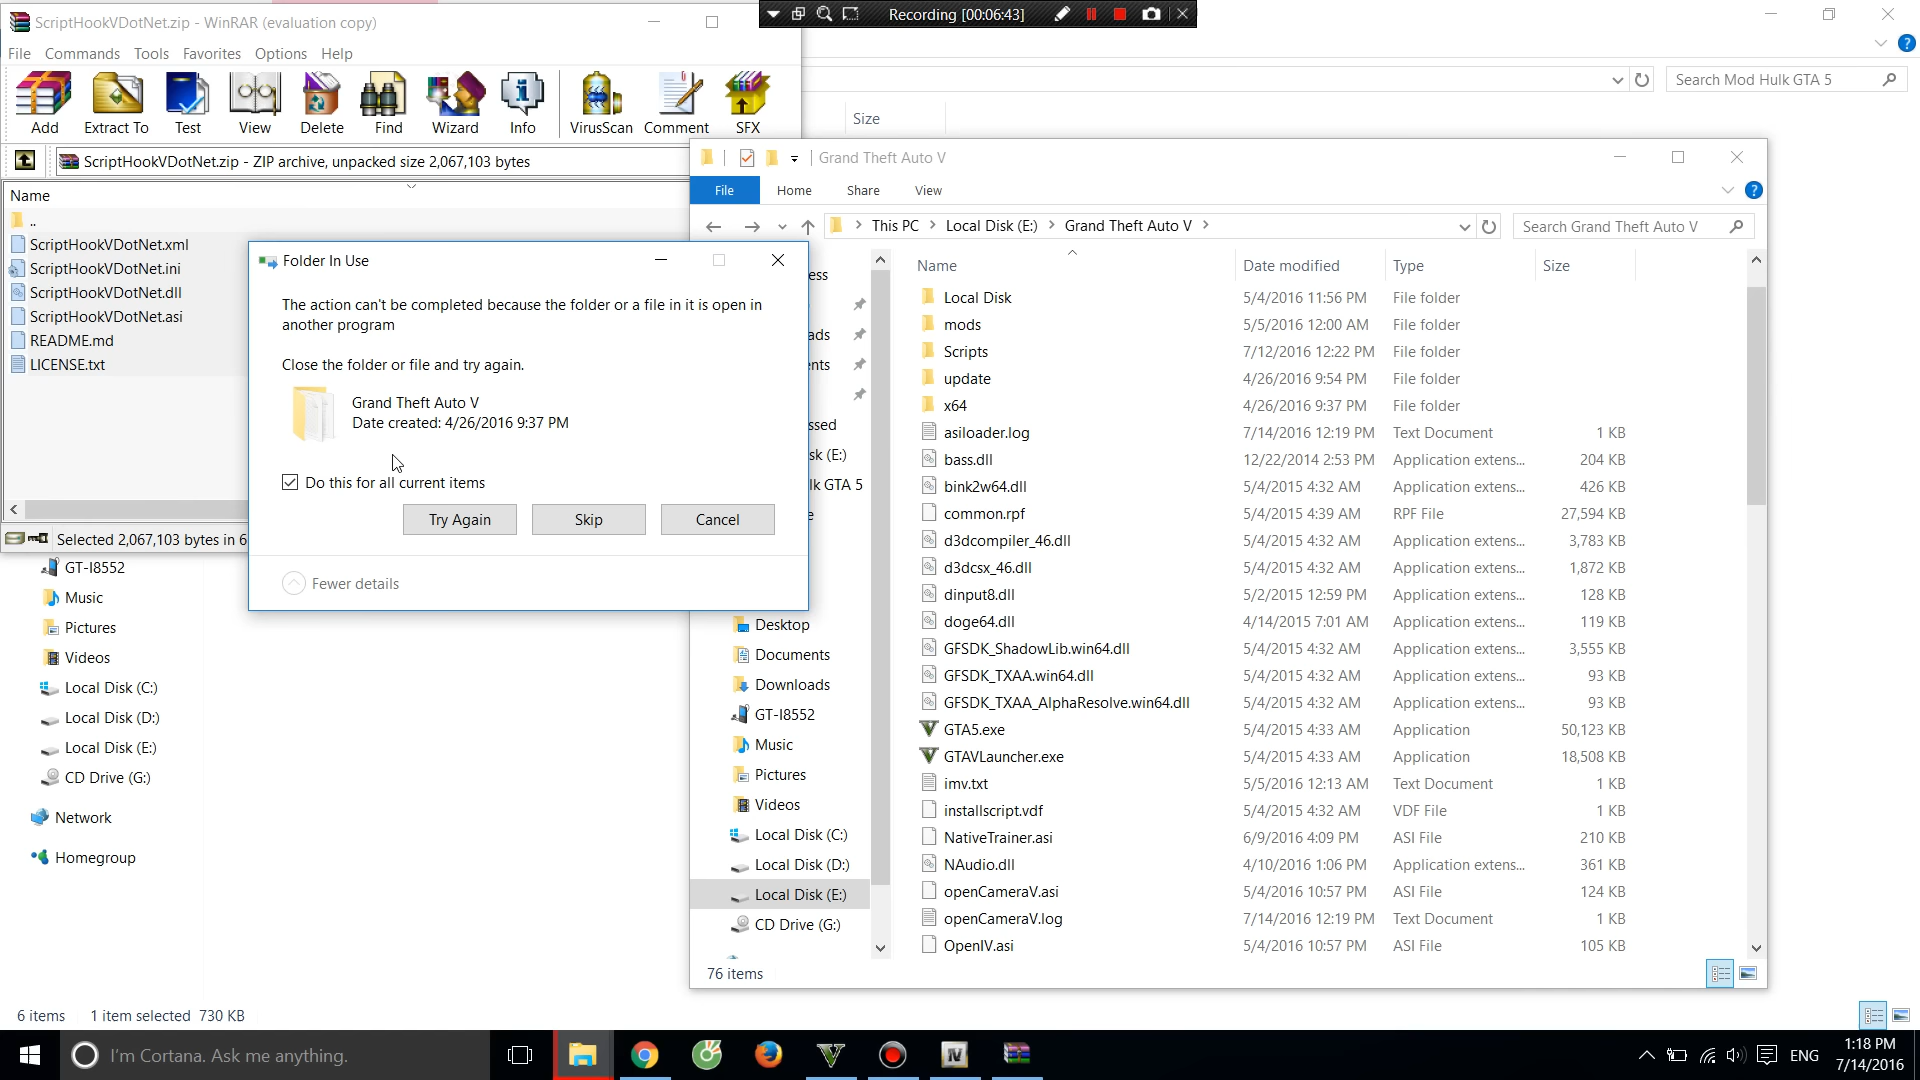 ScriptHookVDotNet.zip - WinRAR (evaluation copy)
Recording [00:06:43]
File Commands Tools Favorites Options Help
Add Extract To Test View Delete Find Wizard Info VirusScan Comment SFX
ScriptHookVDotNet.zip - ZIP archive, unpacked size 2,067,103 bytes
Name
..
ScriptHookVDotNet.xml
ScriptHookVDotNet.ini
ScriptHookVDotNet.dll
ScriptHookVDotNet.asi
README.md
LICENSE.txt
Selected 2,067,103 bytes in 6
Search Mod Hulk GTA 5
Size
Folder In Use
The action can't be completed because the folder or a file in it is open in
another program
Close the folder or file and try again.
Grand Theft Auto V
Date created: 4/26/2016 9:37 PM
Do this for all current items
Try Again Skip Cancel
Fewer details
GT-I8552
Music
Pictures
Videos
Local Disk (C:)
Local Disk (D:)
Local Disk (E:)
CD Drive (G:)
Network
Homegroup
6 items 1 item selected 730 KB
Grand Theft Auto V
File Home Share View
This PC Local Disk (E:) Grand Theft Auto V
Search Grand Theft Auto V
ess
ads
ents
ssed
sk (E:)
lk GTA 5
e
Desktop
Documents
Downloads
GT-I8552
Music
Pictures
Videos
Local Disk (C:)
Local Disk (D:)
Local Disk (E:)
CD Drive (G:)
Name Date modified Type Size
Local Disk 5/4/2016 11:56 PM File folder
mods 5/5/2016 12:00 AM File folder
Scripts 7/12/2016 12:22 PM File folder
update 4/26/2016 9:54 PM File folder
x64 4/26/2016 9:37 PM File folder
asiloader.log 7/14/2016 12:19 PM Text Document 1 KB
bass.dll 12/22/2014 2:53 PM Application extens... 204 KB
bink2w64.dll 5/4/2015 4:32 AM Application extens... 426 KB
common.rpf 5/4/2015 4:39 AM RPF File 27,594 KB
d3dcompiler_46.dll 5/4/2015 4:32 AM Application extens... 3,783 KB
d3dcsx_46.dll 5/4/2015 4:32 AM Application extens... 1,872 KB
dinput8.dll 5/2/2015 12:59 PM Application extens... 128 KB
doge64.dll 4/14/2015 7:01 AM Application extens... 119 KB
GFSDK_ShadowLib.win64.dll 5/4/2015 4:32 AM Application extens... 3,555 KB
GFSDK_TXAA.win64.dll 5/4/2015 4:32 AM Application extens... 93 KB
GFSDK_TXAA_AlphaResolve.win64.dll 5/4/2015 4:32 AM Application extens... 93 KB
GTA5.exe 5/4/2015 4:33 AM Application 50,123 KB
GTAVLauncher.exe 5/4/2015 4:33 AM Application 18,508 KB
imv.txt 5/5/2016 12:13 AM Text Document 1 KB
installscript.vdf 5/4/2015 4:32 AM VDF File 1 KB
NativeTrainer.asi 6/9/2016 4:09 PM ASI File 210 KB
NAudio.dll 4/10/2016 1:06 PM Application extens... 361 KB
openCameraV.asi 5/4/2016 10:57 PM ASI File 124 KB
openCameraV.log 7/14/2016 12:19 PM Text Document 1 KB
OpenIV.asi 5/4/2016 10:57 PM ASI File 105 KB
76 items
I'm Cortana. Ask me anything.
ENG
1:18 PM
7/14/2016